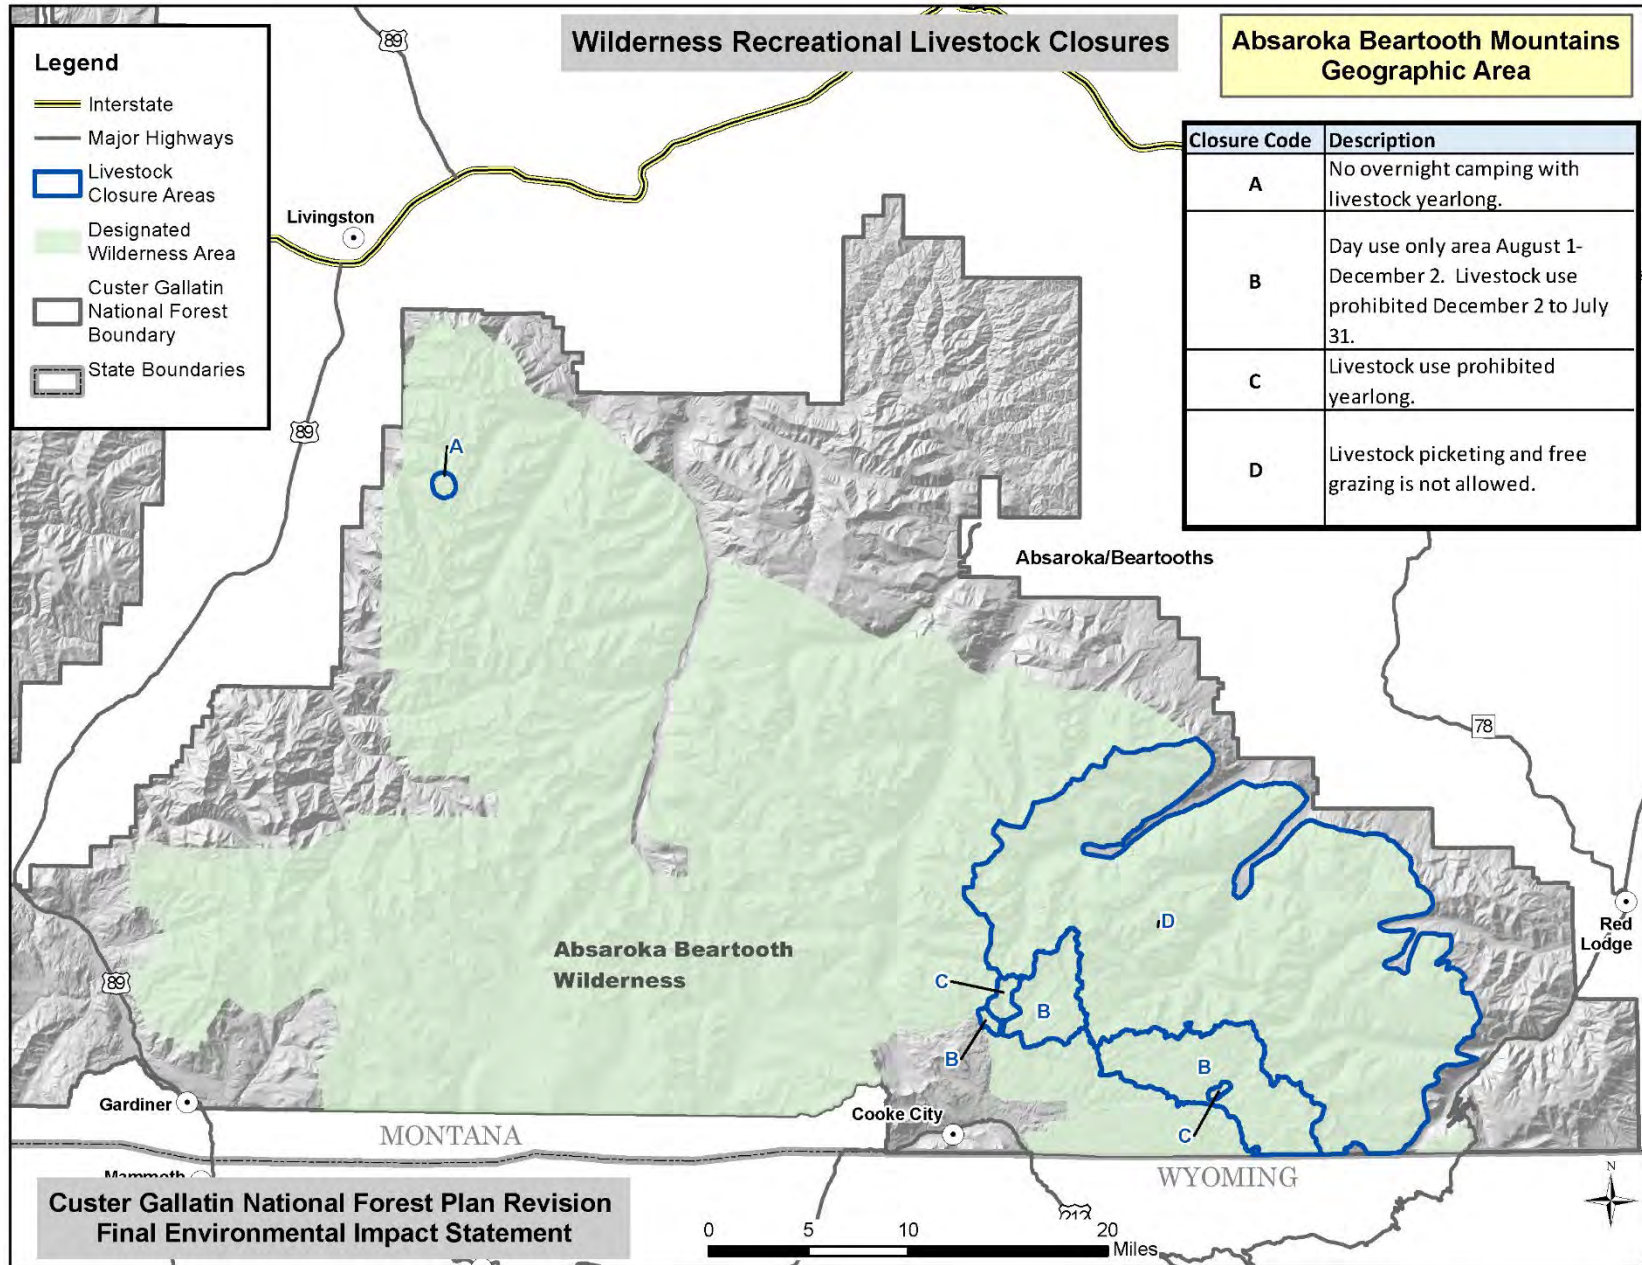 Wilderness Recreational Livestock Closures
Absaroka Beartooth Mountains
Geographic Area
Legend
Interstate
Major Highways
Livestock
Closure Areas
Designated
Wilderness Area
Custer Gallatin
National Forest
Boundary
State Boundaries
Closure Code Description
A No overnight camping with
livestock yearlong.
B Day use only area August 1-
December 2. Livestock use
prohibited December 2 to July
31.
C Livestock use prohibited
yearlong.
D Livestock picketing and free
grazing is not allowed.
89
Livingston
89
A
Absaroka/Beartooths
78
D
Red
Lodge
Absaroka Beartooth
Wilderness
89
C
B
B
B
C
Gardiner
Cooke City
MONTANA
WYOMING
Mammoth
212
N
Custer Gallatin National Forest Plan Revision
Final Environmental Impact Statement
0 5 10 20
Miles